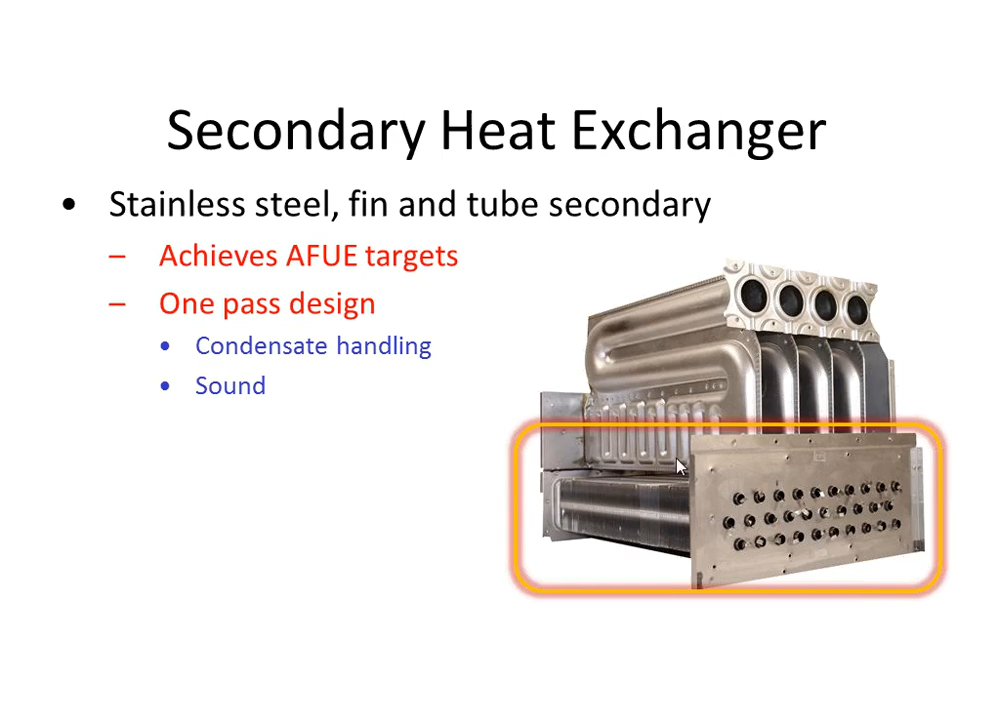 Secondary Heat Exchanger
• Stainless steel, fin and tube secondary
– Achieves AFUE targets
– One pass design
• Condensate handling
• Sound